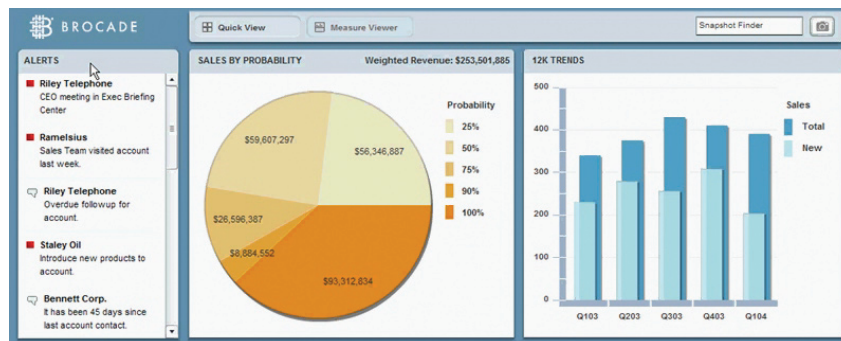 BROCADE
Quick View
Measure Viewer
Snapshot Finder
ALERTS
Riley Telephone
CEO meeting in Exec Briefing
Center
Ramelsius
Sales Team visited account
last week.
Riley Telephone
Overdue followup for
account.
Staley Oil
Introduce new products to
account.
Bennett Corp.
It has been 45 days since
last account contact.
SALES BY PROBABILITY
Weighted Revenue: $253,501,885
$59,607,297
$56,346,887
$26,596,387
$8,884,552
$93,312,834
Probability
25%
50%
75%
90%
100%
12K TRENDS
500
400
300
200
100
0
Q103 Q203 Q303 Q403 Q104
Sales
Total
New